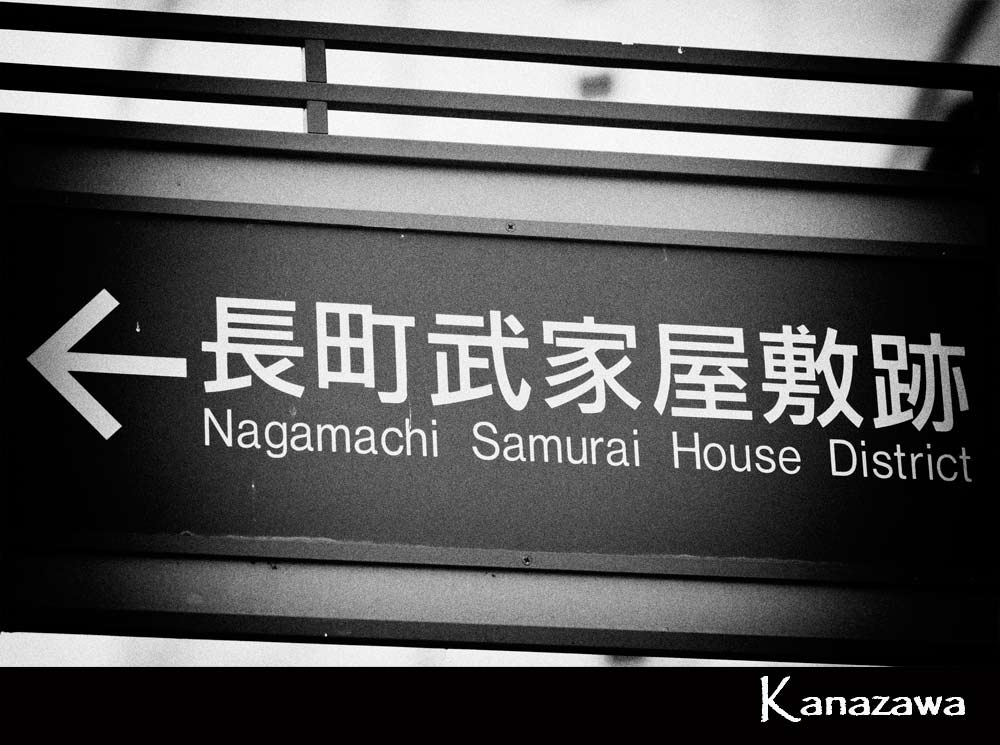 長町武家屋敷跡
Nagamachi Samurai House District
Kanazawa